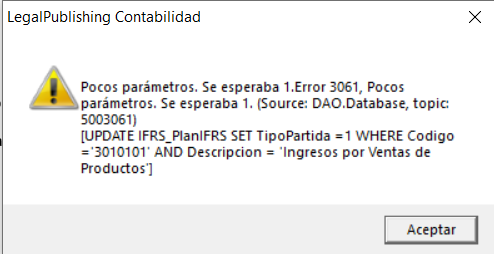 LegalPublishing Contabilidad
Pocos parámetros. Se esperaba 1.Error 3061, Pocos
parámetros. Se esperaba 1. (Source: DAO.Database, topic:
5003061)
[UPDATE IFRS_PlanIFRS SET TipoPartida =1 WHERE Codigo
='3010101' AND Descripcion = 'Ingresos por Ventas de
Productos']
Aceptar